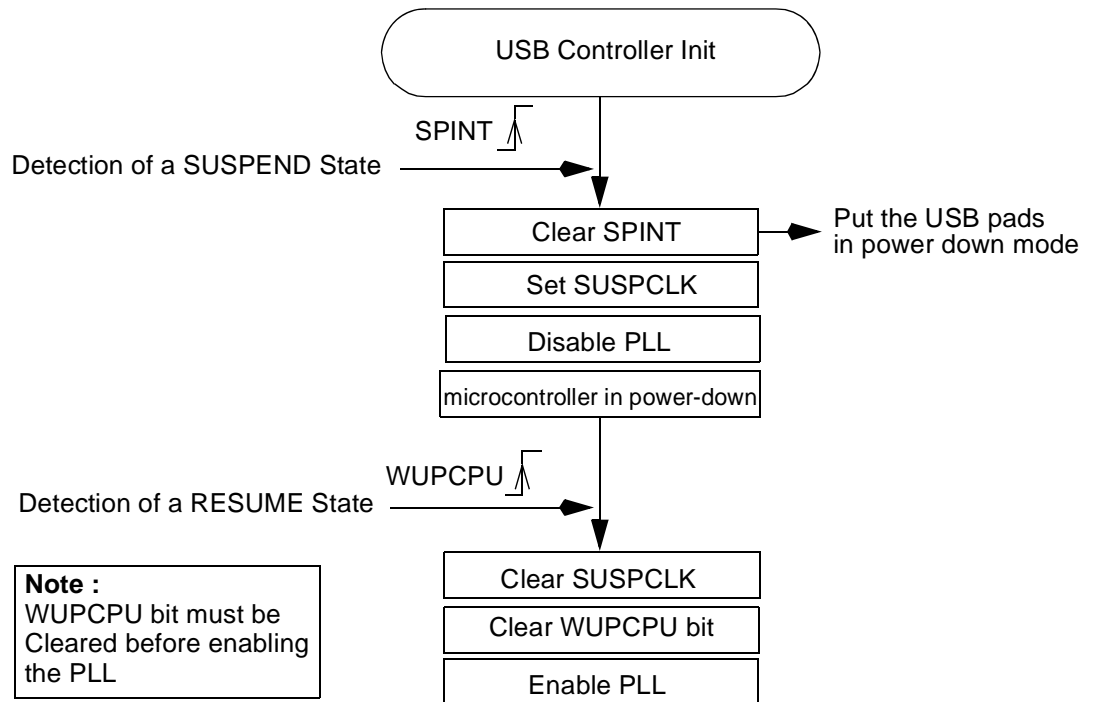 USB Controller Init
SPINT
Detection of a SUSPEND State
Clear SPINT
Put the USB pads
in power down mode
Set SUSPCLK
Disable PLL
microcontroller in power-down
WUPCPU
Detection of a RESUME State
Clear SUSPCLK
Note :
WUPCPU bit must be
Cleared before enabling
the PLL
Clear WUPCPU bit
Enable PLL